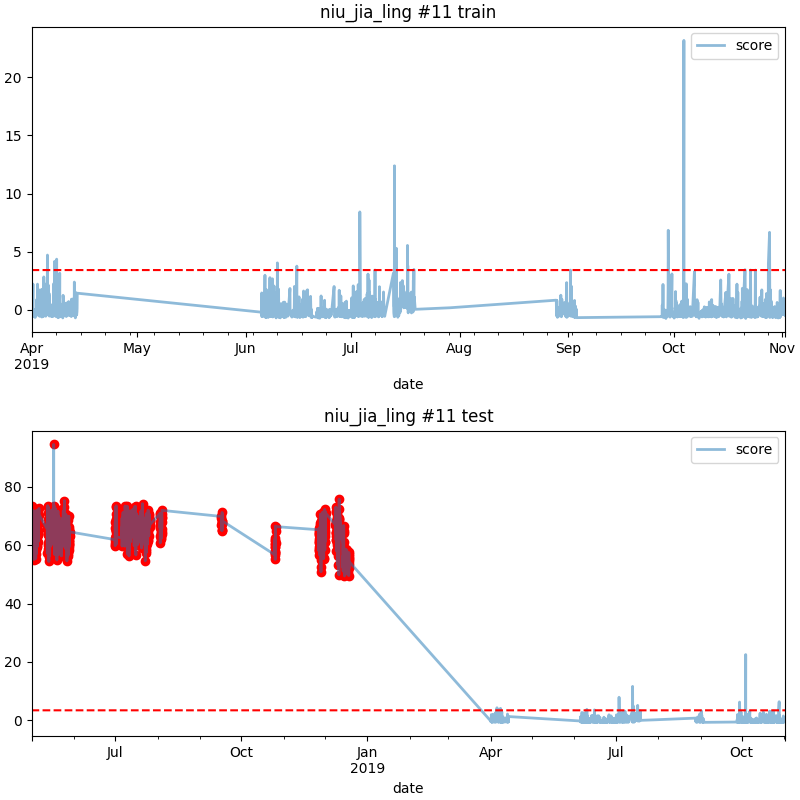 niu_jia_ling #11 train
score
20
15
10
5
0
Apr May Jun Jul Aug Sep Oct Nov
2019
date
niu_jia_ling #11 test
score
80
60
40
20
0
Jul Oct Jan Apr Jul Oct
2019
date